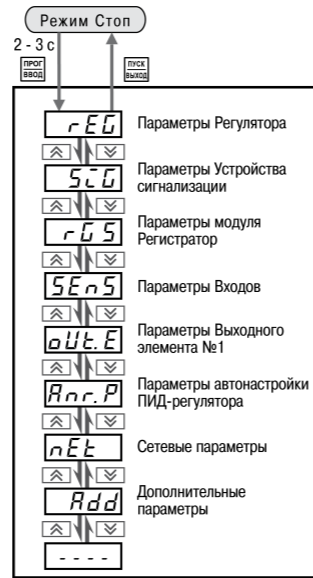 Режим Стоп
2 - 3 с
ПРОГ
ВВОД
ПУСК
ВЫХОД
rEG Параметры Регулятора
SiG Параметры Устройства
сигнализации
rGS Параметры модуля
Регистратор
SEnS Параметры Входов
oUt.E Параметры Выходного
элемента №1
Anr.P Параметры автонастройки
ПИД-регулятора
nEt Сетевые параметры
Add Дополнительные
параметры
- - - -